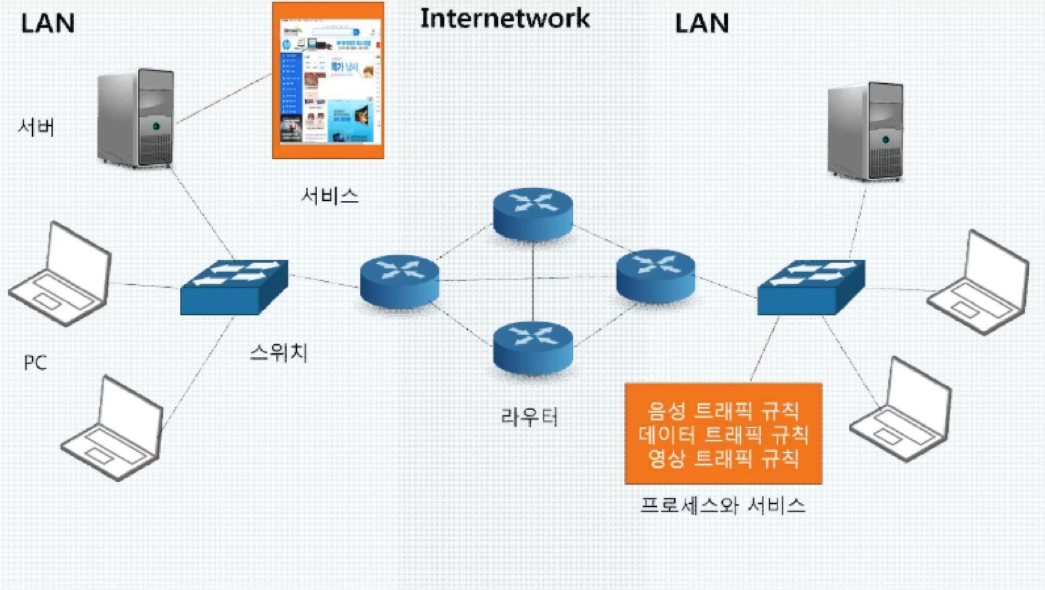 LAN
Internetwork
LAN
서버
서비스
PC
스위치
라우터
음성 트래픽 규칙
데이터 트래픽 규칙
영상 트래픽 규칙
프로세스와 서비스